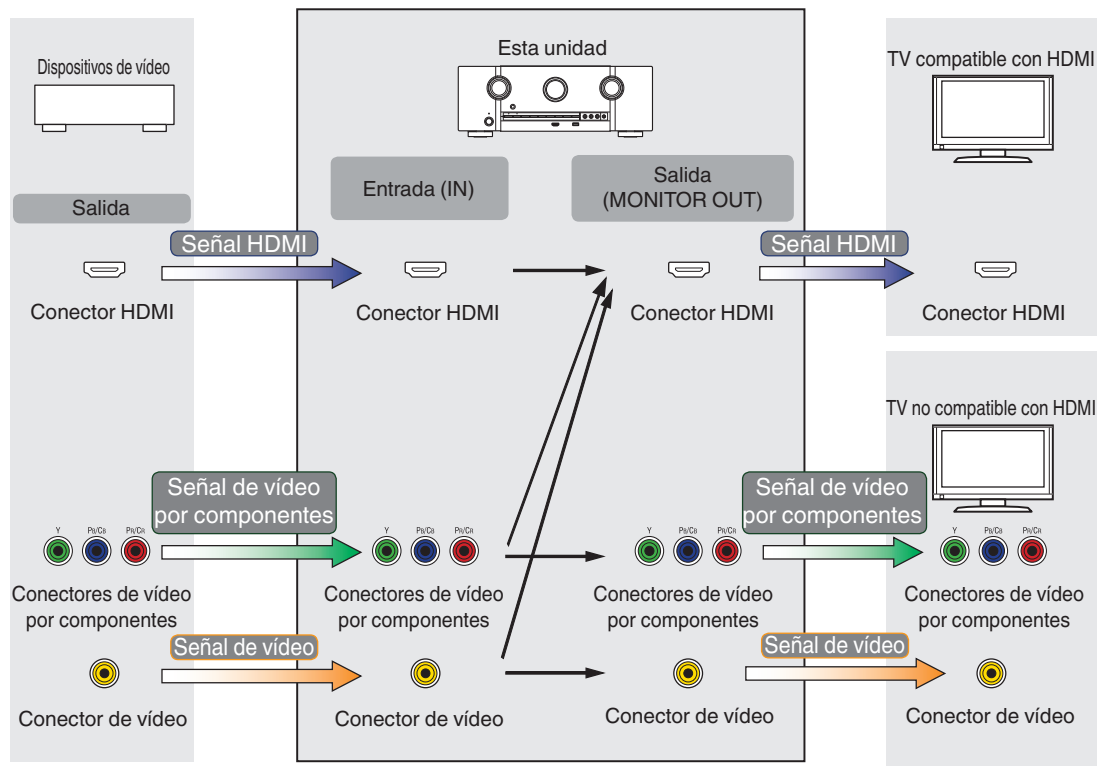 Dispositivos de vídeo
Esta unidad
TV compatible con HDMI
Salida
Entrada (IN)
Salida
(MONITOR OUT)
Señal HDMI
Señal HDMI
Conector HDMI
Conector HDMI
Conector HDMI
Conector HDMI
TV no compatible con HDMI
Señal de vídeo
por componentes
Señal de vídeo
por componentes
Y PB/CB PR/CR
Y PB/CB PR/CR
Y PB/CB PR/CR
Y PB/CB PR/CR
Conectores de vídeo
por componentes
Conectores de vídeo
por componentes
Conectores de vídeo
por componentes
Conectores de vídeo
por componentes
Señal de vídeo
Señal de vídeo
Conector de vídeo
Conector de vídeo
Conector de vídeo
Conector de vídeo